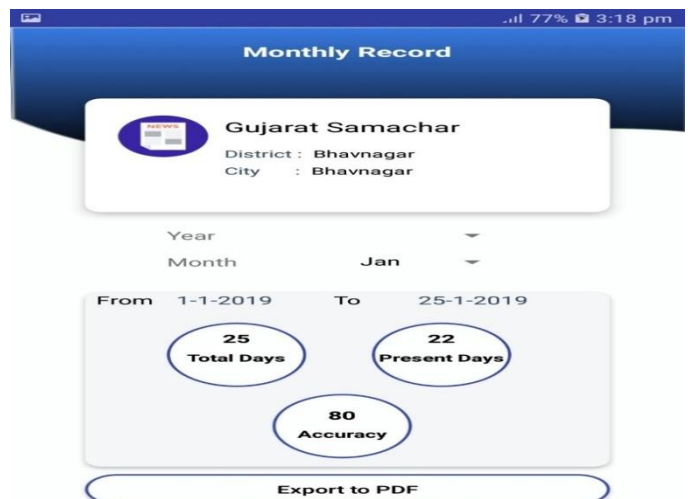 77% 3:18 pm
Monthly Record
NEWS
Gujarat Samachar
District : Bhavnagar
City : Bhavnagar
Year
Month Jan
From 1-1-2019 To 25-1-2019
25
Total Days
22
Present Days
80
Accuracy
Export to PDF